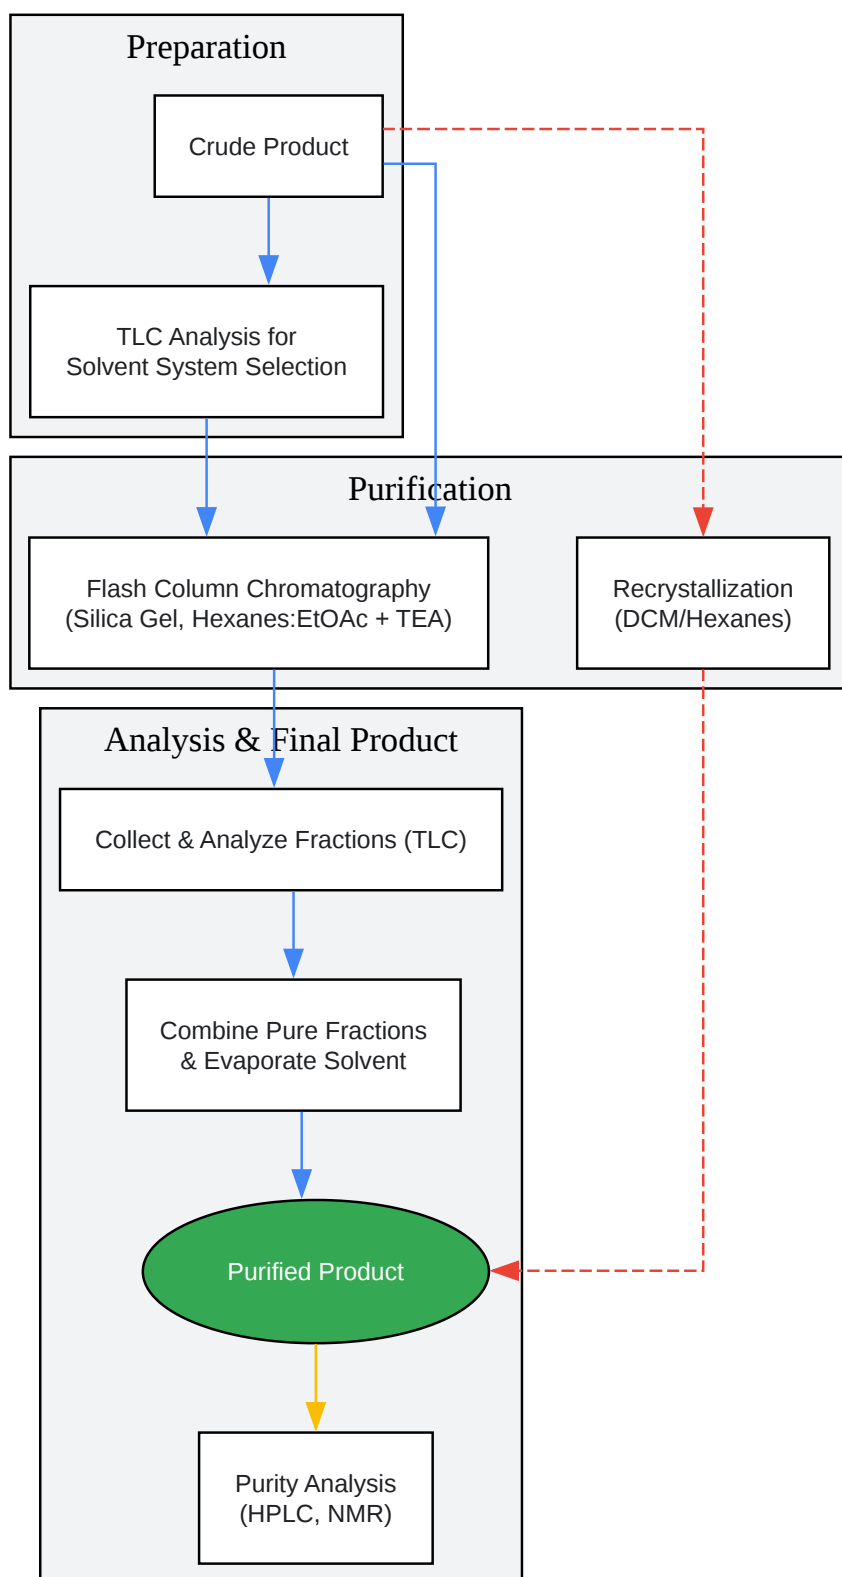 Preparation
Crude Product
TLC Analysis for
Solvent System Selection
Purification
Flash Column Chromatography
(Silica Gel, Hexanes:EtOAc + TEA)
Recrystallization
(DCM/Hexanes)
Analysis & Final Product
Collect & Analyze Fractions (TLC)
Combine Pure Fractions
& Evaporate Solvent
Purified Product
Purity Analysis
(HPLC, NMR)